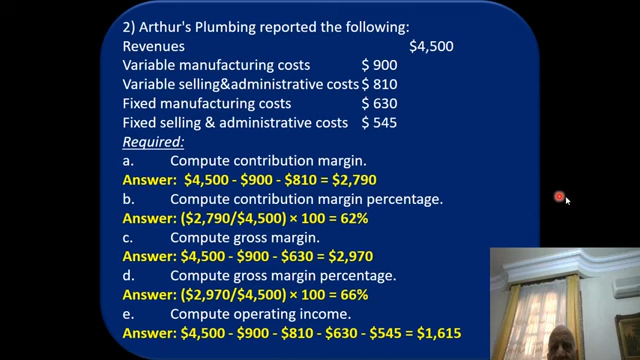 2) Arthur's Plumbing reported the following:
Revenues $4,500
Variable manufacturing costs $ 900
Variable selling&administrative costs $ 810
Fixed manufacturing costs $ 630
Fixed selling & administrative costs $ 545
Required:
a. Compute contribution margin.
Answer: $4,500 - $900 - $810 = $2,790
b. Compute contribution margin percentage.
Answer: ($2,790/$4,500) × 100 = 62%
c. Compute gross margin.
Answer: $4,500 - $900 - $630 = $2,970
d. Compute gross margin percentage.
Answer: ($2,970/$4,500) × 100 = 66%
e. Compute operating income.
Answer: $4,500 - $900 - $810 - $630 - $545 = $1,615